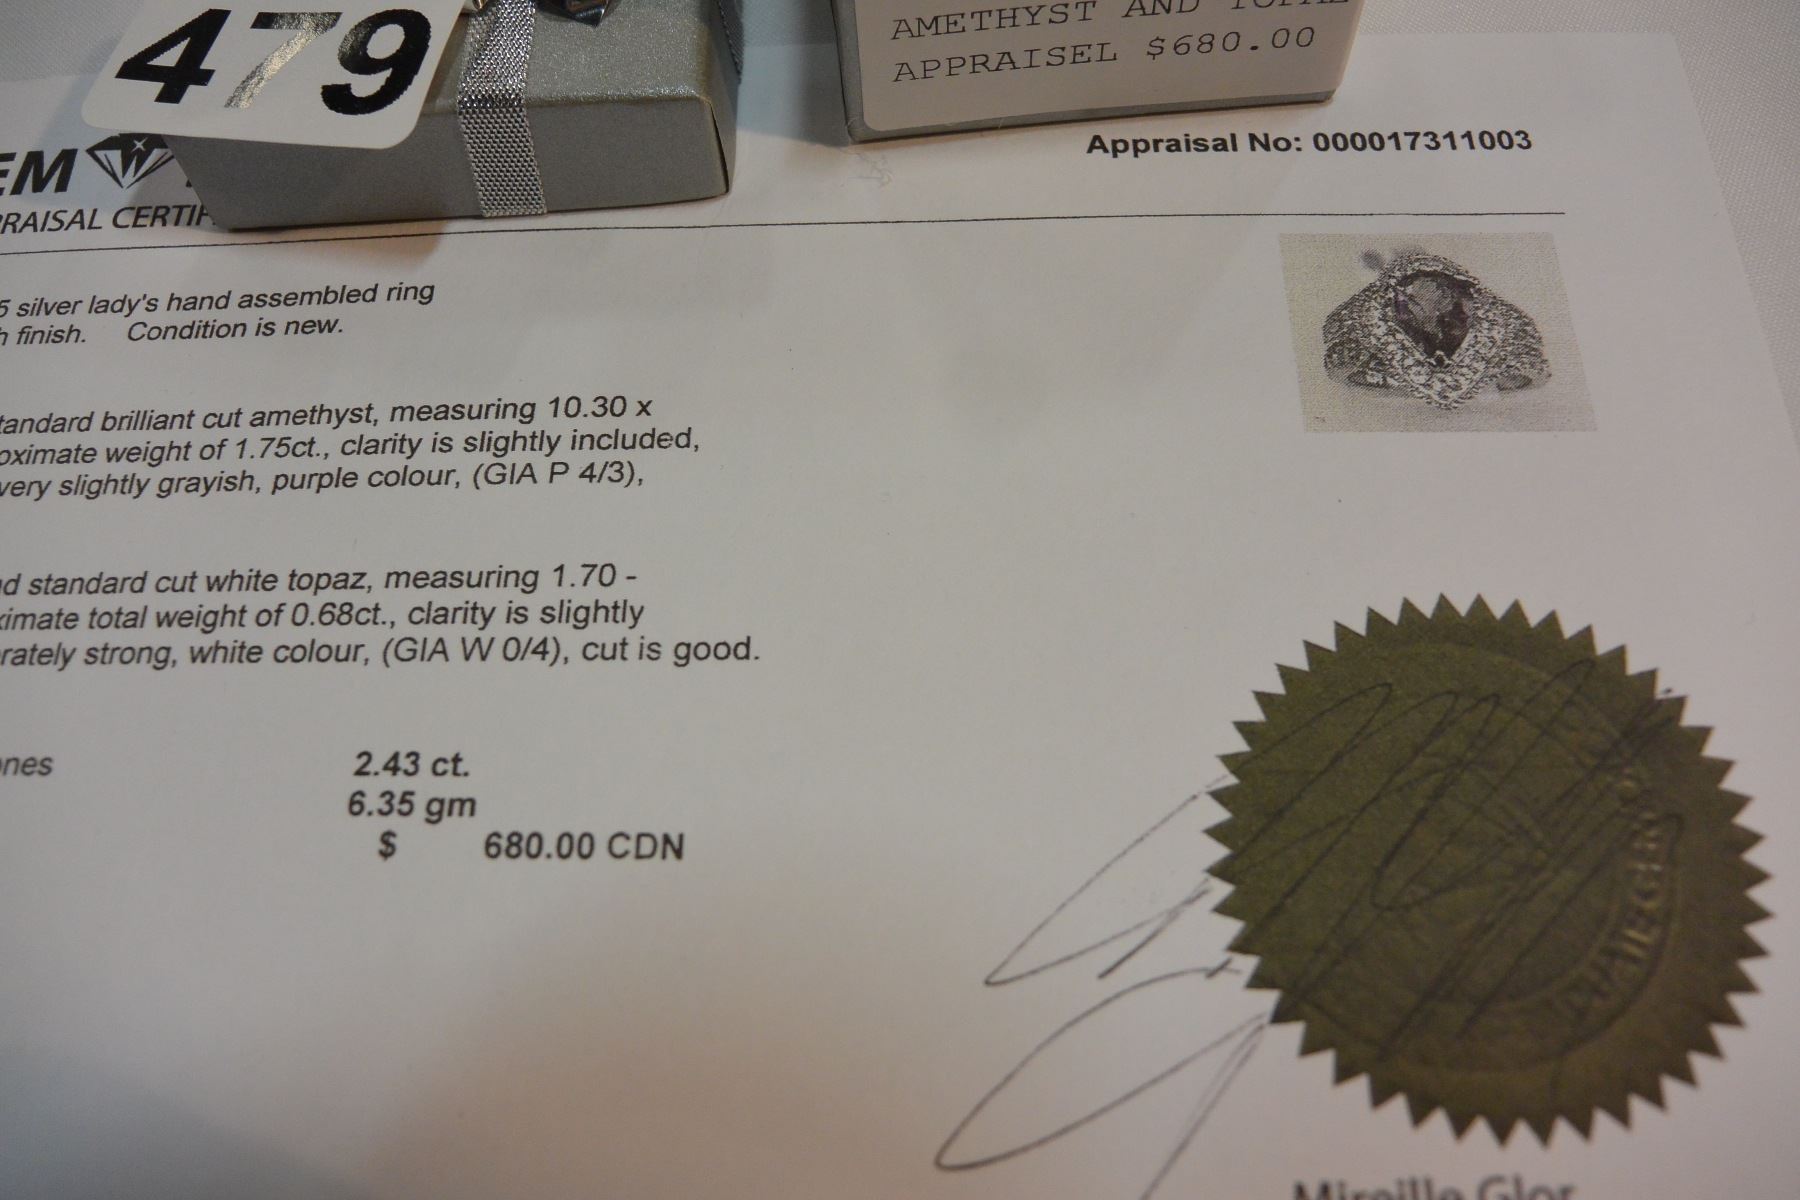 479
AMETHYST AND TOPAZ
APPRAISEL $680.00
Appraisal No: 000017311003
EM W
RAISAL CERTIF
5 silver lady's hand assembled ring
h finish. Condition is new.
tandard brilliant cut amethyst, measuring 10.30 x
oximate weight of 1.75ct., clarity is slightly included,
very slightly grayish, purple colour, (GIA P 4/3),
d standard cut white topaz, measuring 1.70 -
ximate total weight of 0.68ct., clarity is slightly
rately strong, white colour, (GIA W 0/4), cut is good.
nes 2.43 ct.
6.35 gm
$ 680.00 CDN
Mireille Glor